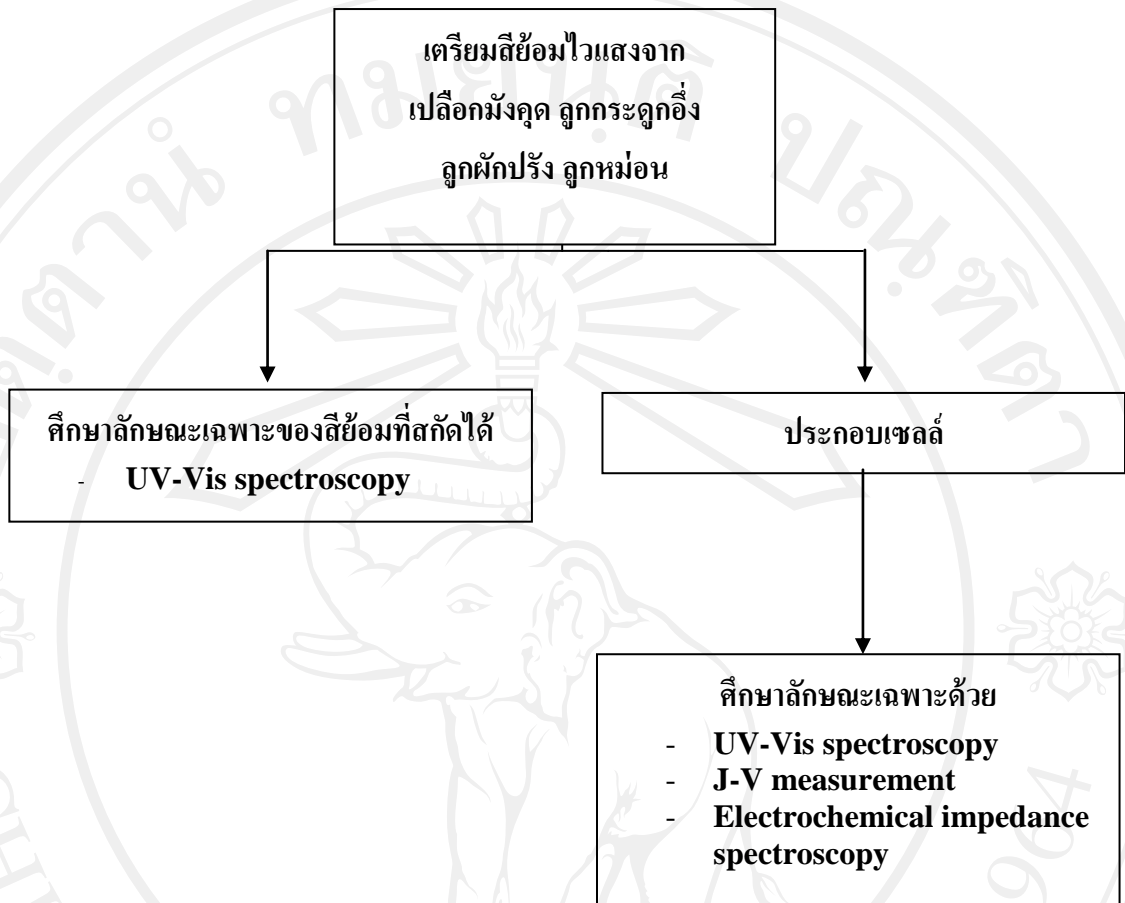 เตรียมสีย้อมไวแสงจาก
เปลือกมังคุด ลูกกระดูกอึ่ง
ลูกผักปรัง ลูกหม่อน
ศึกษาลักษณะเฉพาะของสีย้อมที่สกัดได้
- UV-Vis spectroscopy
ประกอบเซลล์
ศึกษาลักษณะเฉพาะด้วย
- UV-Vis spectroscopy
- J-V measurement
- Electrochemical impedance
spectroscopy